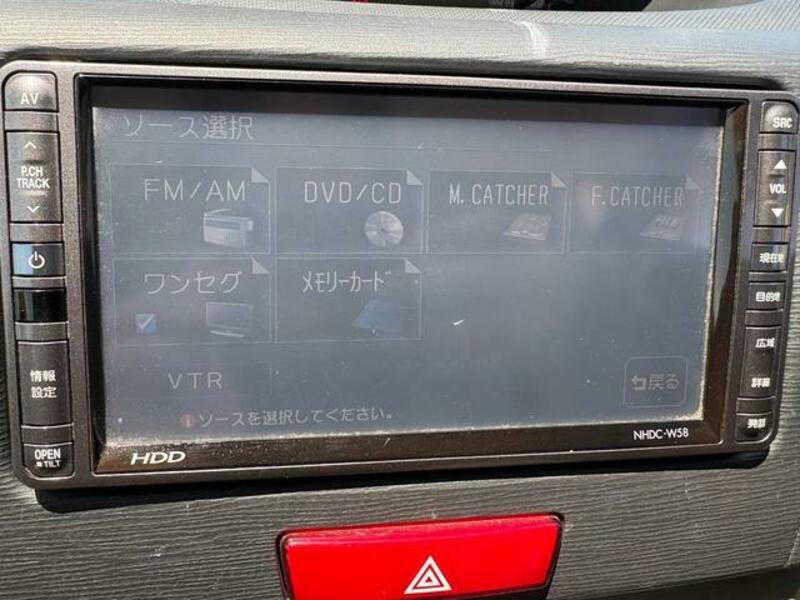 AV
P.CH
TRACK
情報
設定
OPEN
TILT
ソース選択
FM/AM
DVD/CD
M.CATCHER
F.CATCHER
ワンセグ
メモリーカード
VTR
戻る
ソースを選択してください。
HDD
NHDC-W58
SRC
VOL
現在地
目的地
広域
詳細
発話